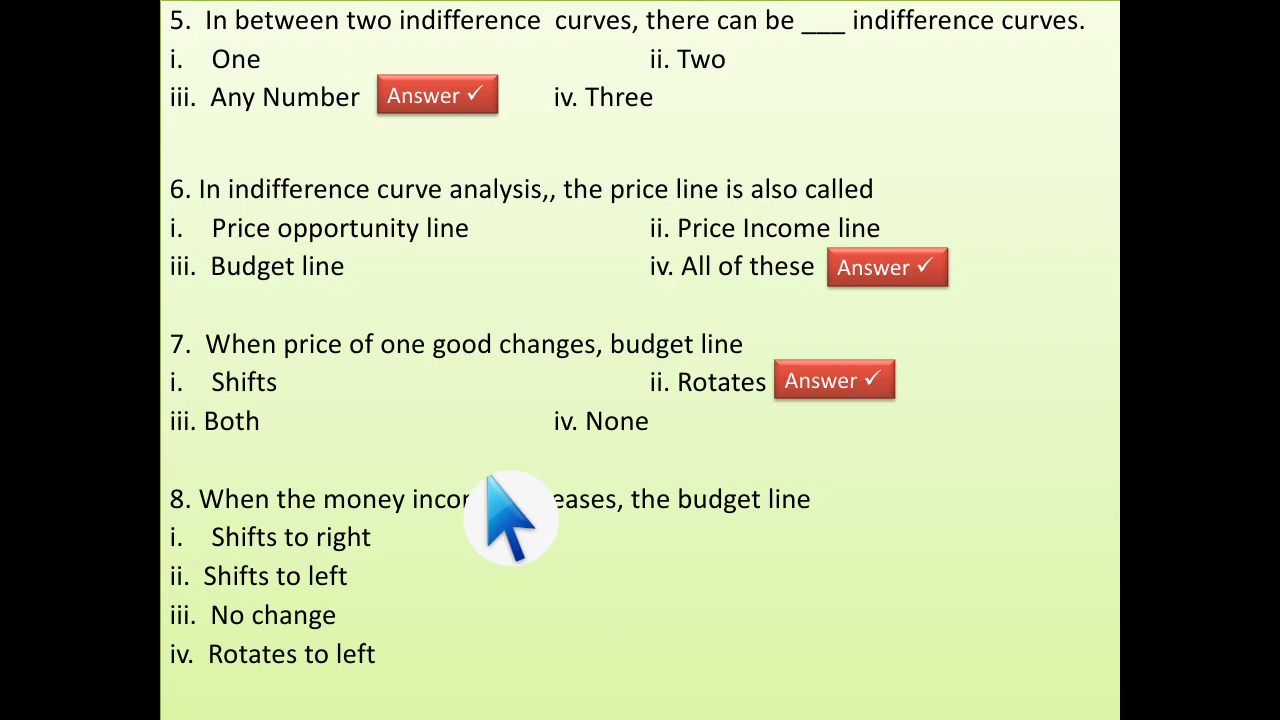 5. In between two indifference curves, there can be ___ indifference curves.
i. One ii. Two
iii. Any Number Answer ✓ iv. Three
6. In indifference curve analysis,, the price line is also called
i. Price opportunity line ii. Price Income line
iii. Budget line iv. All of these Answer ✓
7. When price of one good changes, budget line
i. Shifts ii. Rotates Answer ✓
iii. Both iv. None
8. When the money the budget line
i. Shifts to right
ii. Shifts to left
iii. No change
iv. Rotates to left